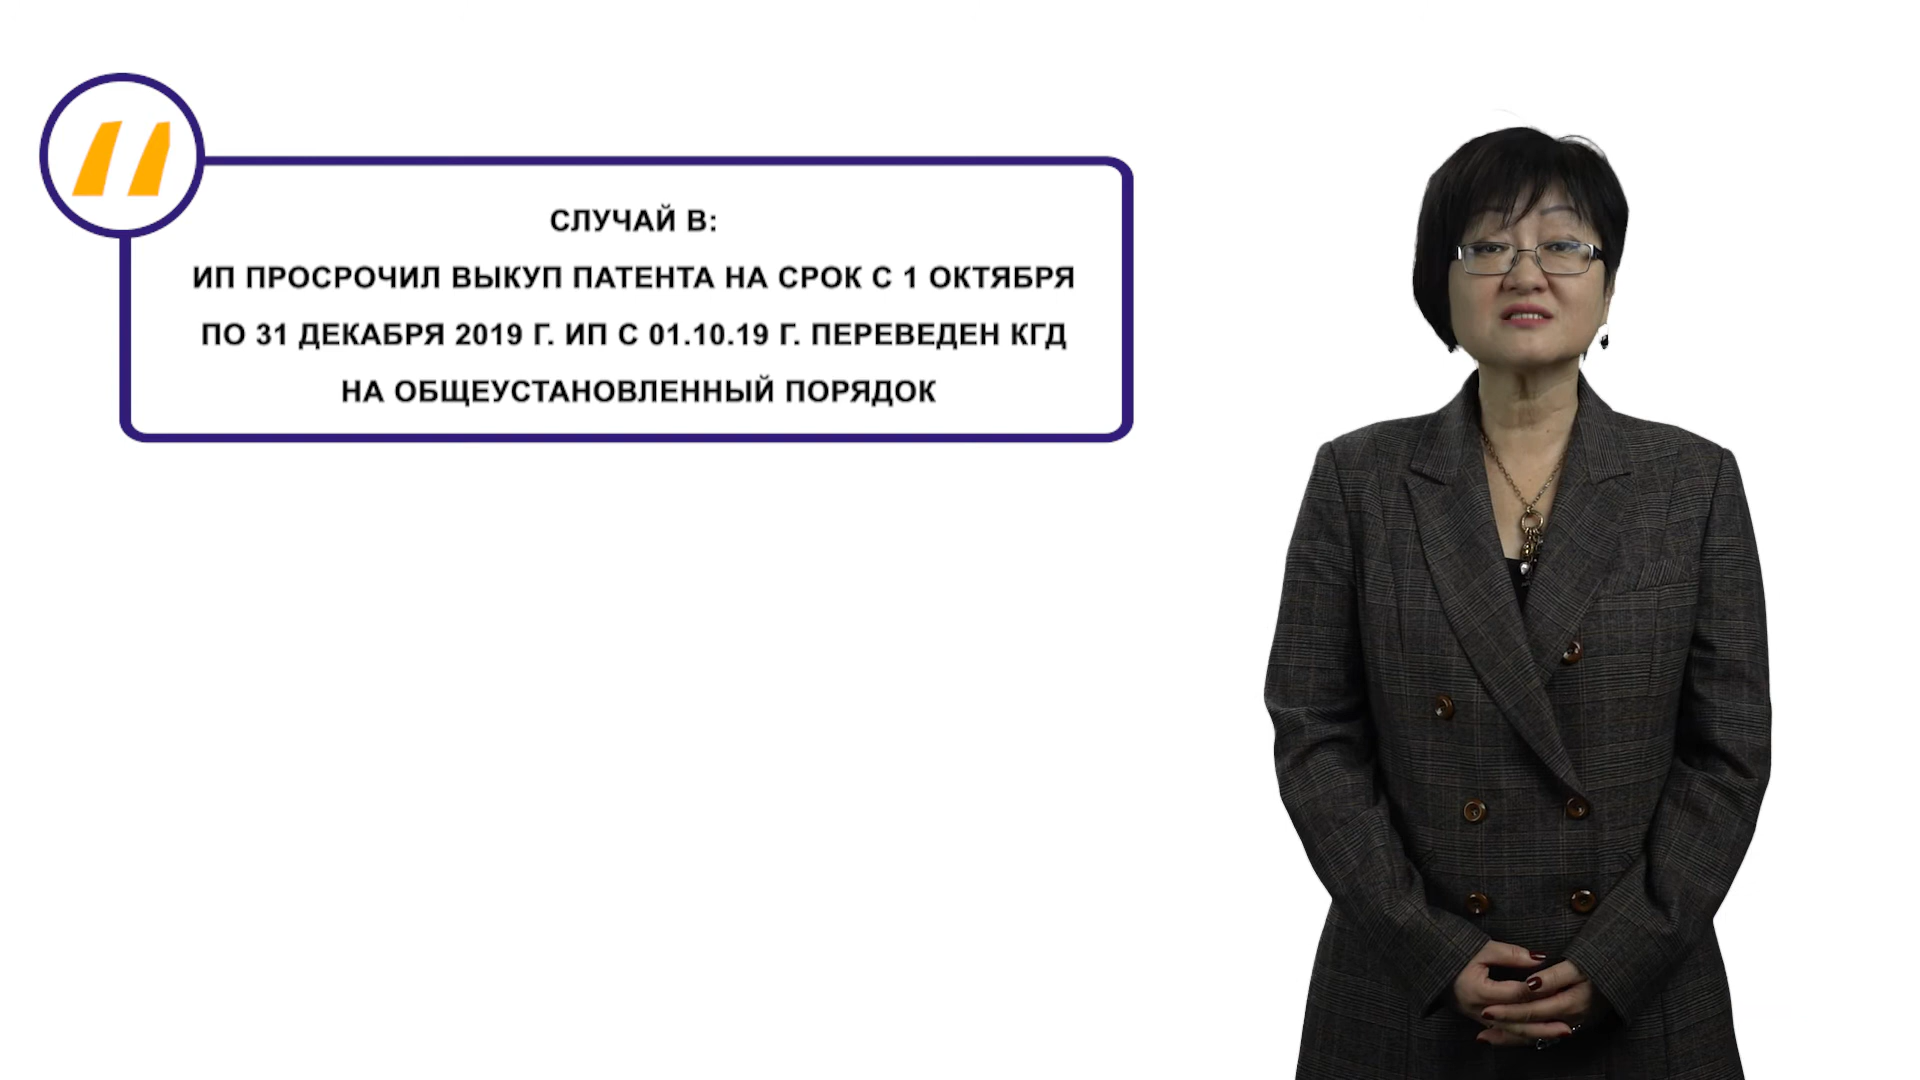 СЛУЧАЙ В:
ИП ПРОСРОЧИЛ ВЫКУП ПАТЕНТА НА СРОК С 1 ОКТЯБРЯ
ПО 31 ДЕКАБРЯ 2019 Г. ИП С 01.10.19 Г. ПЕРЕВЕДЕН КГД
НА ОБЩЕУСТАНОВЛЕННЫЙ ПОРЯДОК